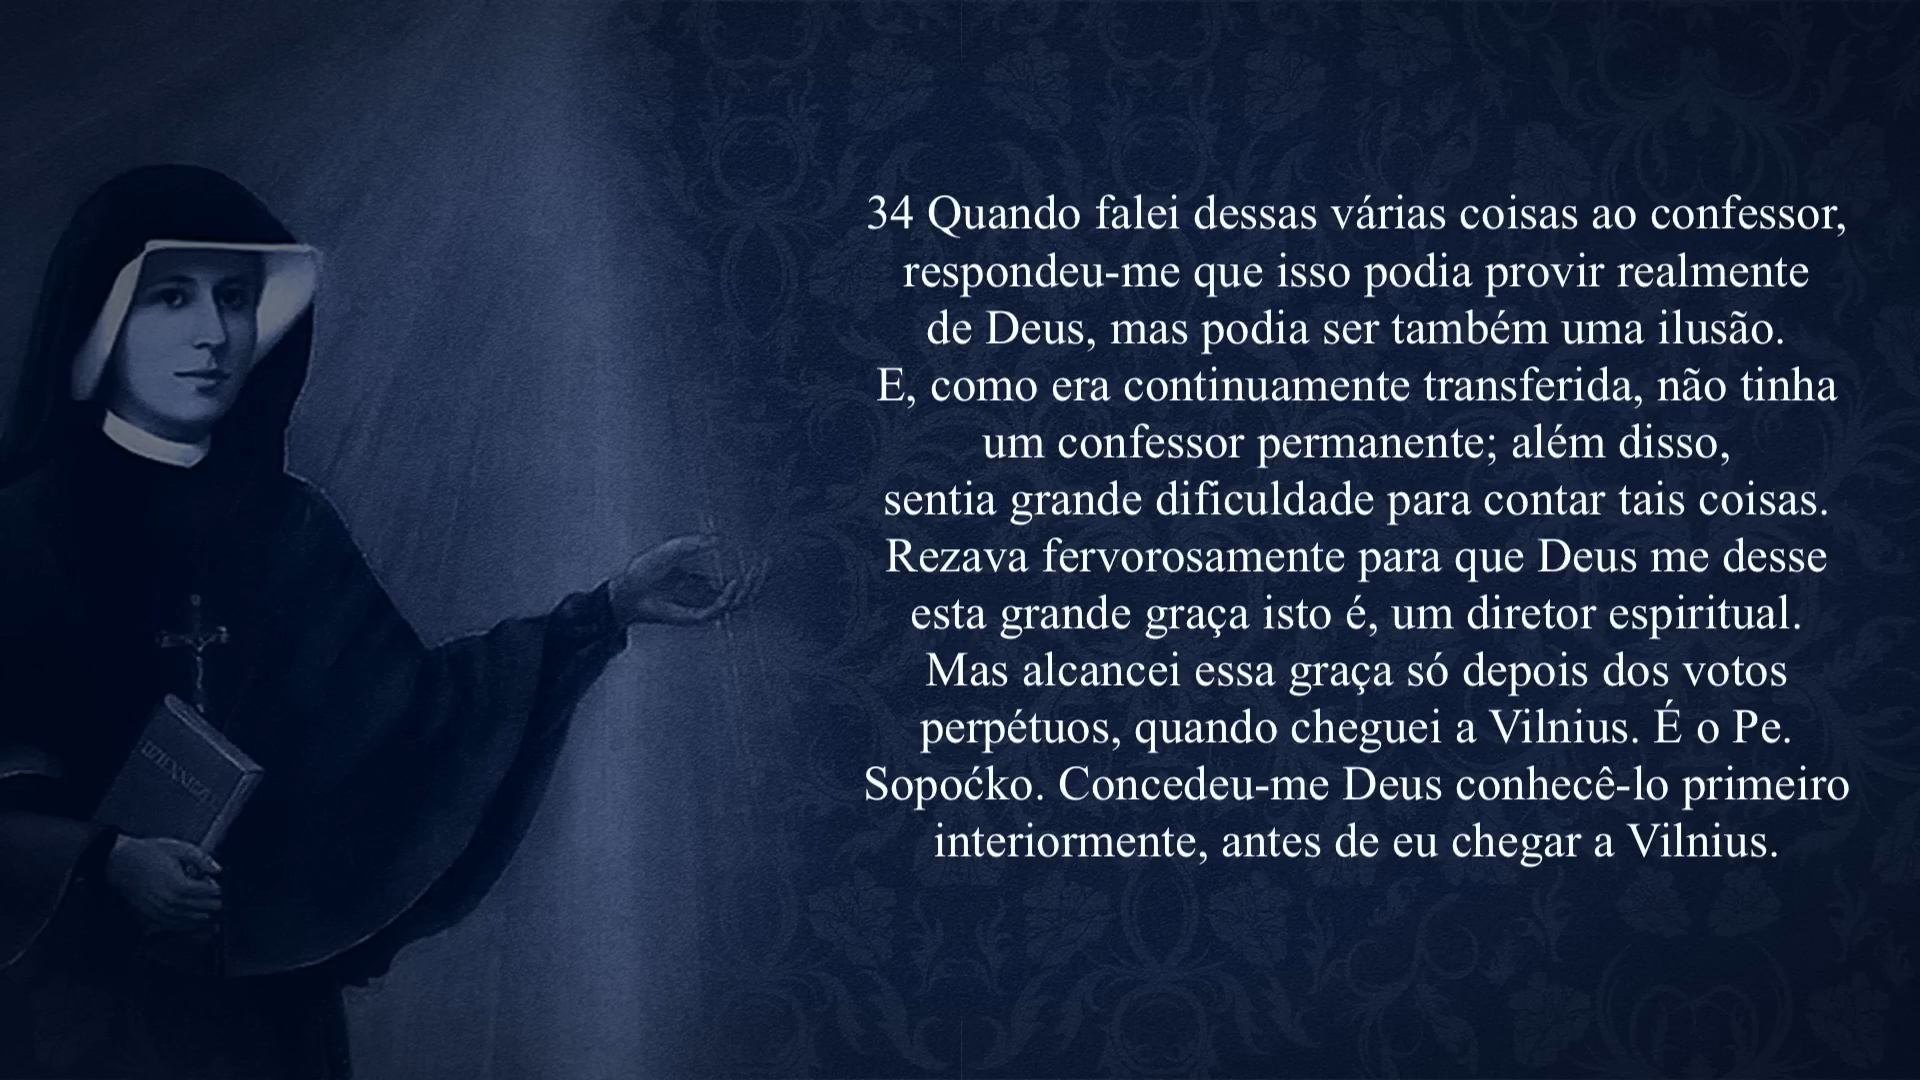 34 Quando falei dessas várias coisas ao confessor,
respondeu-me que isso podia provir realmente
de Deus, mas podia ser também uma ilusão.
E, como era continuamente transferida, não tinha
um confessor permanente; além disso,
sentia grande dificuldade para contar tais coisas.
Rezava fervorosamente para que Deus me desse
esta grande graça isto é, um diretor espiritual.
Mas alcancei essa graça só depois dos votos
perpétuos, quando cheguei a Vilnius. É o Pe.
Sopoćko. Concedeu-me Deus conhecê-lo primeiro
interiormente, antes de eu chegar a Vilnius.